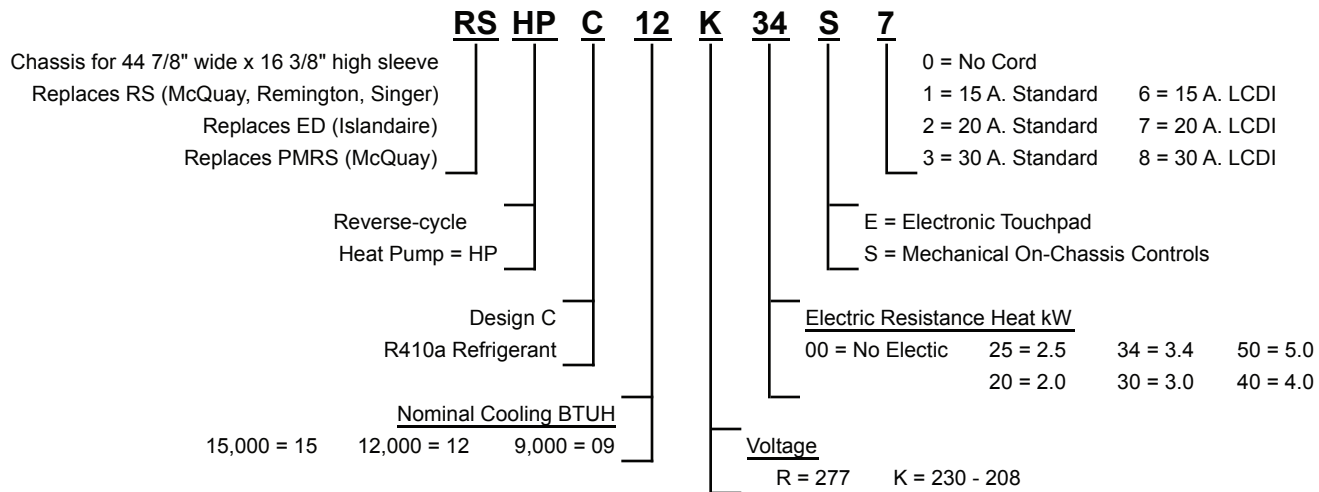 RS HP C 12 K 34 S 7
Chassis for 44 7/8" wide x 16 3/8" high sleeve
Replaces RS (McQuay, Remington, Singer)
Replaces ED (Islandaire)
Replaces PMRS (McQuay)
0 = No Cord
1 = 15 A. Standard 6 = 15 A. LCDI
2 = 20 A. Standard 7 = 20 A. LCDI
3 = 30 A. Standard 8 = 30 A. LCDI
Reverse-cycle
Heat Pump = HP
E = Electronic Touchpad
S = Mechanical On-Chassis Controls
Design C
R410a Refrigerant
Electric Resistance Heat kW
00 = No Electic 25 = 2.5 34 = 3.4 50 = 5.0
20 = 2.0 30 = 3.0 40 = 4.0
Nominal Cooling BTUH
15,000 = 15 12,000 = 12 9,000 = 09
Voltage
R = 277 K = 230 - 208